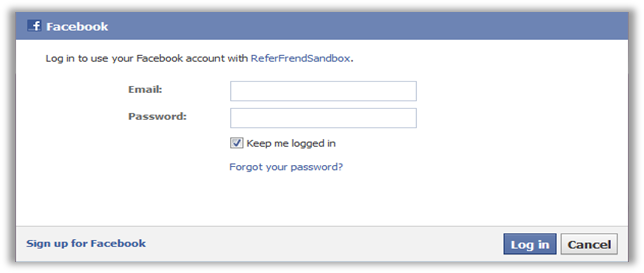 Facebook
Log in to use your Facebook account with ReferFrendSandbox.
Email:
Password:
Keep me logged in
Forgot your password?
Sign up for Facebook
Log in Cancel